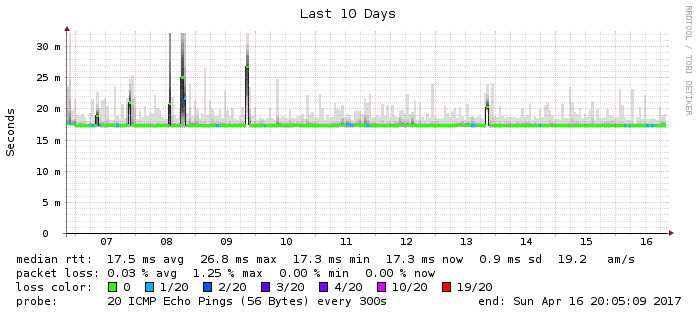 Last 10 Days
RRDTOOL / TOBI OETIKER
Seconds
30 m
25 m
20 m
15 m
10 m
5 m
0
07 08 09 10 11 12 13 14 15 16
median rtt: 17.5 ms avg 26.8 ms max 17.3 ms min 17.3 ms now 0.9 ms sd 19.2 am/s
packet loss: 0.03 % avg 1.25 % max 0.00 % min 0.00 % now
loss color: 0 1/20 2/20 3/20 4/20 10/20 19/20
probe: 20 ICMP Echo Pings (56 Bytes) every 300s end: Sun Apr 16 20:05:09 2017